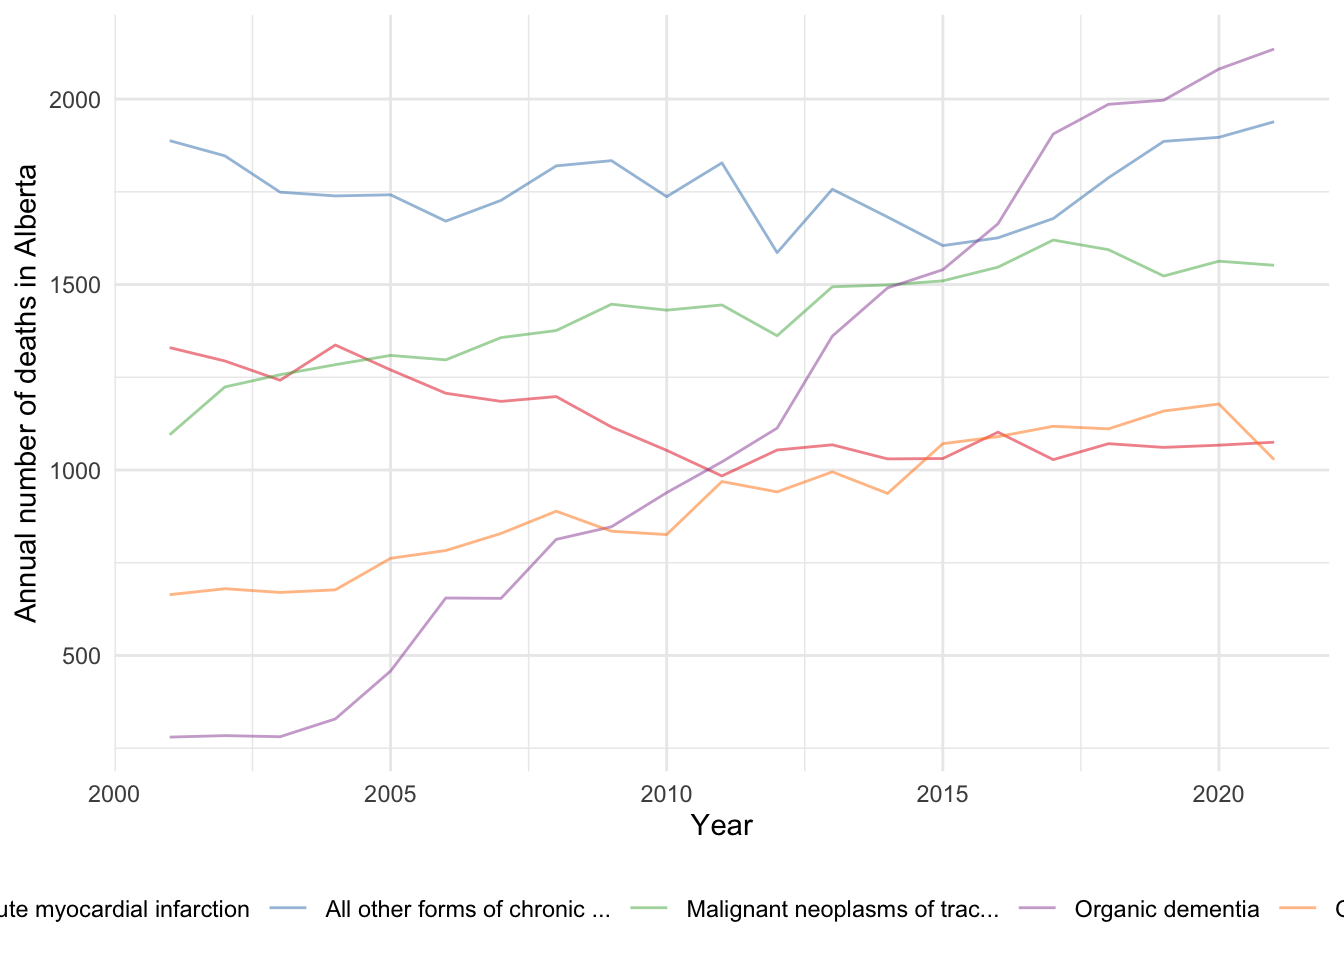 Annual number of deaths in Alberta
2000
1500
1000
500
2000 2005 2010 2015 2020
Year
ute myocardial infarction All other forms of chronic ... Malignant neoplasms of trac... Organic dementia